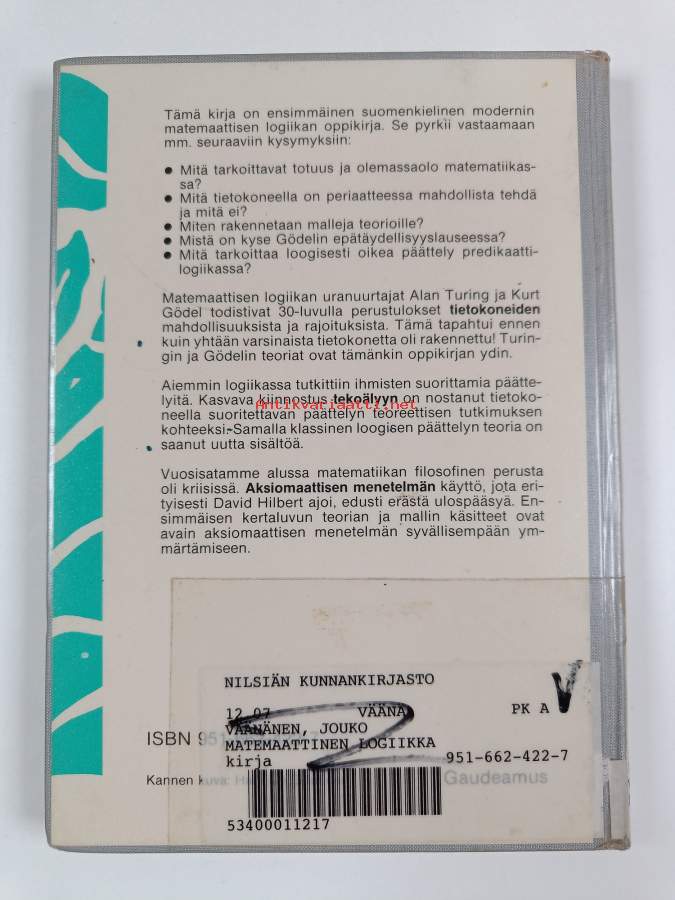 Tämä kirja on ensimmäinen suomenkielinen modernin
matemaattisen logiikan oppikirja. Se pyrkii vastaamaan
mm. seuraaviin kysymyksiin:
● Mitä tarkoittavat totuus ja olemassaolo matematiikas-
sa?
● Mitä tietokoneella on periaatteessa mahdollista tehdä
ja mitä ei?
● Miten rakennetaan malleja teorioille?
● Mistä on kyse Gödelin epätäydellisyyslauseessa?
● Mitä tarkoittaa loogisesti oikea päättely predikaatti-
logiikassa?
Matemaattisen logiikan uranuurtajat Alan Turing ja Kurt
Gödel todistivat 30-luvulla perustulokset tietokoneiden
mahdollisuuksista ja rajoituksista. Tämä tapahtui ennen
kuin yhtään varsinaista tietokonetta oli rakennettu! Turin-
gin ja Gödelin teoriat ovat tämänkin oppikirjan ydin.
Aiemmin logiikassa tutkittiin ihmisten suorittamia päätte-
lyitä. Kasvava kiinnostus tekoälyyn on nostanut tietoko-
Antikvariaatti.net
neella suoritettavan päättelyn teoreettisen tutkimuksen
kohteeksi. Samalla klassinen loogisen päättelyn teoria on
saanut uutta sisältöä.
Vuosisatamme alussa matematiikan filosofinen perusta
oli kriisissä. Aksiomaattisen menetelmän käyttö, jota eri-
tyisesti David Hilbert ajoi, edusti erästä ulospääsyä. En-
simmäisen kertaluvun teorian ja mallin käsitteet ovat
avain aksiomaattisen menetelmän syvällisempään ym-
märtämiseen.
NILSIÄN KUNNANKIRJASTO
12.07 VÄÄNÄ PK A
VÄÄNÄNEN, JOUKO
MATEMAATTINEN LOGIIKKA
ISBN 951
kirja 951-662-422-7
Kannen kuva: Gaudeamus
53400011217